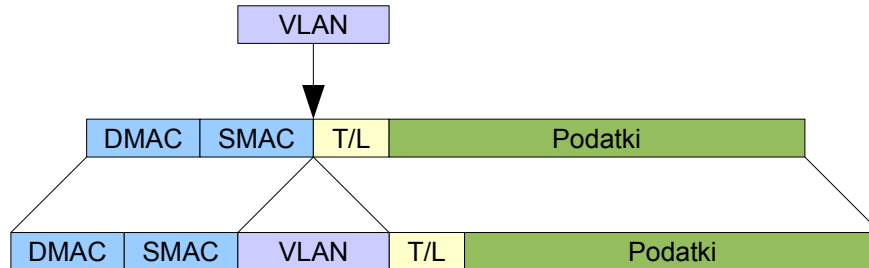 VLAN
DMAC SMAC T/L Podatki
DMAC SMAC VLAN T/L Podatki